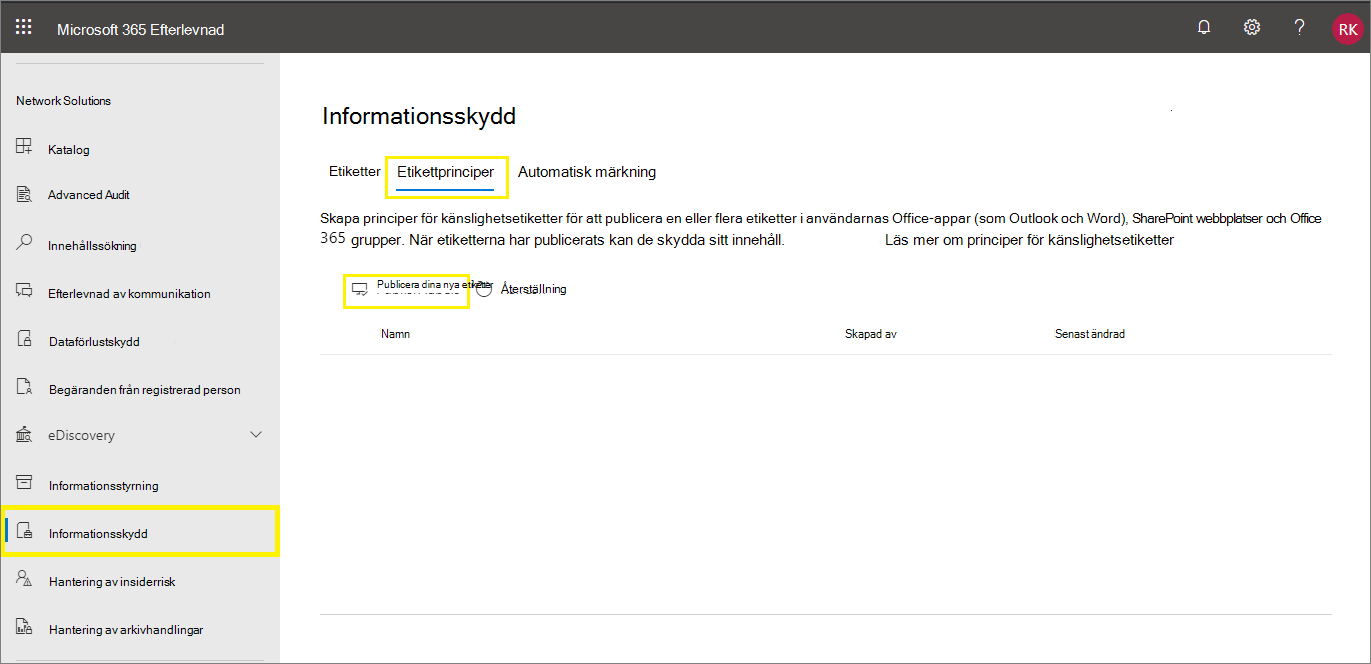 Microsoft 365 Efterlevnad
?
RK
Network Solutions
Katalog
Advanced Audit
Innehållssökning
Efterlevnad av kommunikation
Dataförlustskydd
Begäranden från registrerad person
eDiscovery
Informationsstyrning
Informationsskydd
Hantering av insiderrisk
Hantering av arkivhandlingar
Informationsskydd
Etiketter Etikettprinciper Automatisk märkning
Skapa principer för känslighetsetiketter för att publicera en eller flera etiketter i användarnas Office-appar (som Outlook och Word), SharePoint webbplatser och Office
365 grupper. När etiketterna har publicerats kan de skydda sitt innehåll. Läs mer om principer för känslighetsetiketter
Publicera dina nya etiketter Återställning
Namn Skapad av Senast ändrad